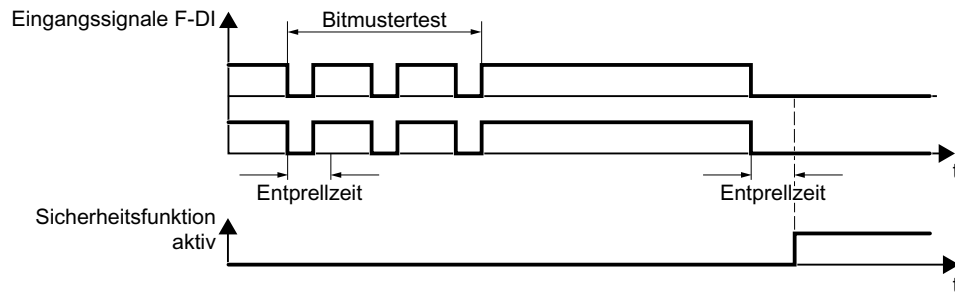 Eingangssignale F-DI
Bitmustertest
t
Entprellzeit
Entprellzeit
Sicherheitsfunktion
aktiv
t